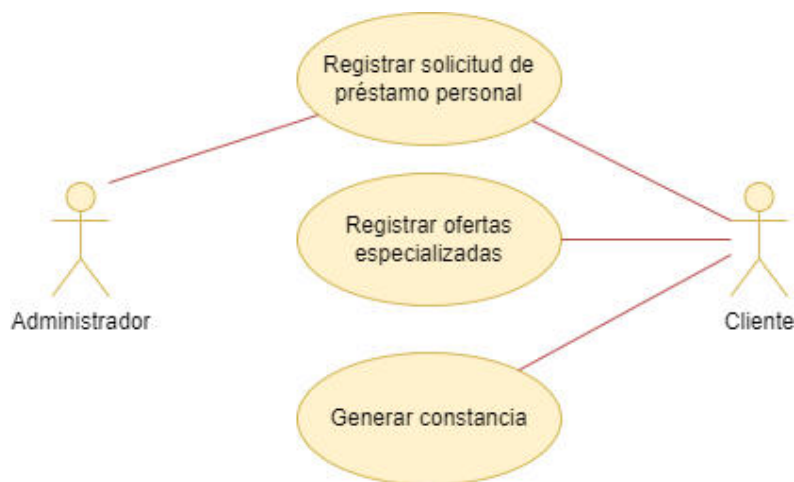 Registrar solicitud de
préstamo personal
Registrar ofertas
especializadas
Administrador
Cliente
Generar constancia